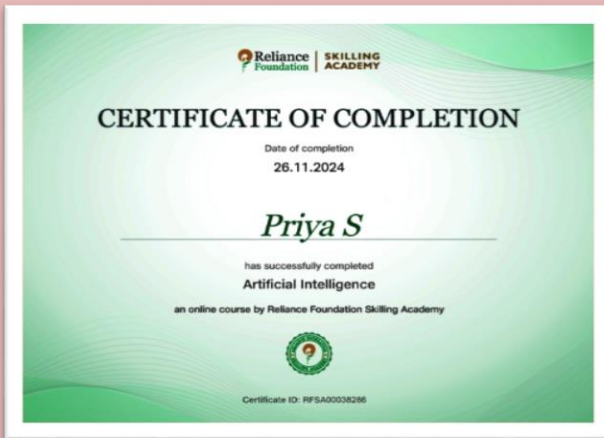 Reliance Foundation | SKILLING ACADEMY
CERTIFICATE OF COMPLETION
Date of completion
26.11.2024
Priya S
has successfully completed
Artificial Intelligence
an online course by Reliance Foundation Skilling Academy
Certificate ID: RFSA00038286